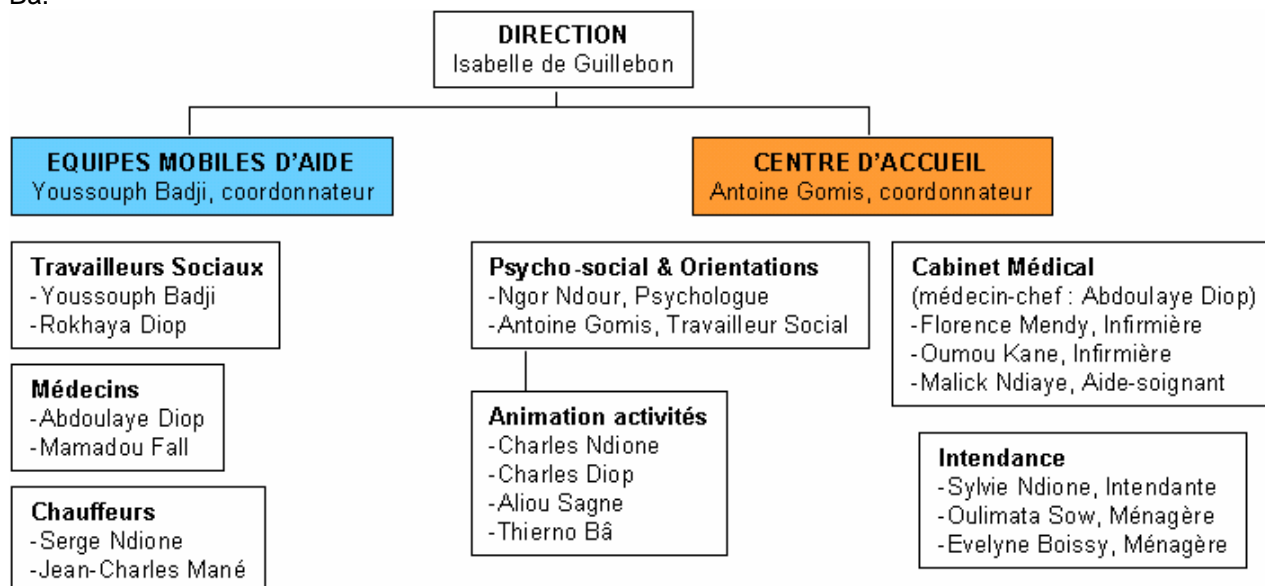 Bâ.
DIRECTION
Isabelle de Guillebon
EQUIPES MOBILES D'AIDE
Youssouph Badji, coordonnateur
CENTRE D'ACCUEIL
Antoine Gomis, coordonnateur
Travailleurs Sociaux
-Youssouph Badji
-Rokhaya Diop
Médecins
-Abdoulaye Diop
-Mamadou Fall
Chauffeurs
-Serge Ndione
-Jean-Charles Mané
Psycho-social & Orientations
-Ngor Ndour, Psychologue
-Antoine Gomis, Travailleur Social
Animation activités
-Charles Ndione
-Charles Diop
-Aliou Sagne
-Thierno Bâ
Cabinet Médical
(médecin-chef : Abdoulaye Diop)
-Florence Mendy, Infirmière
-Oumou Kane, Infirmière
-Malick Ndiaye, Aide-soignant
Intendance
-Sylvie Ndione, Intendante
-Oulimata Sow, Ménagère
-Evelyne Boissy, Ménagère